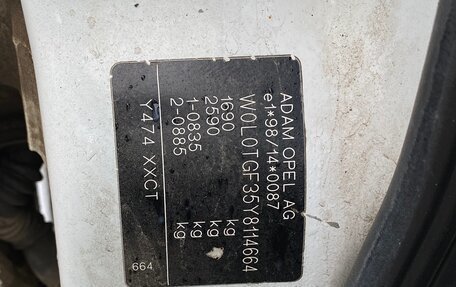 ADAM OPEL AG
e1*98/14*0087
W0L0TGF35Y8114664
1690 kg
2590 kg
1-0835 kg
2-0885 kg
Y474 XXCT
664